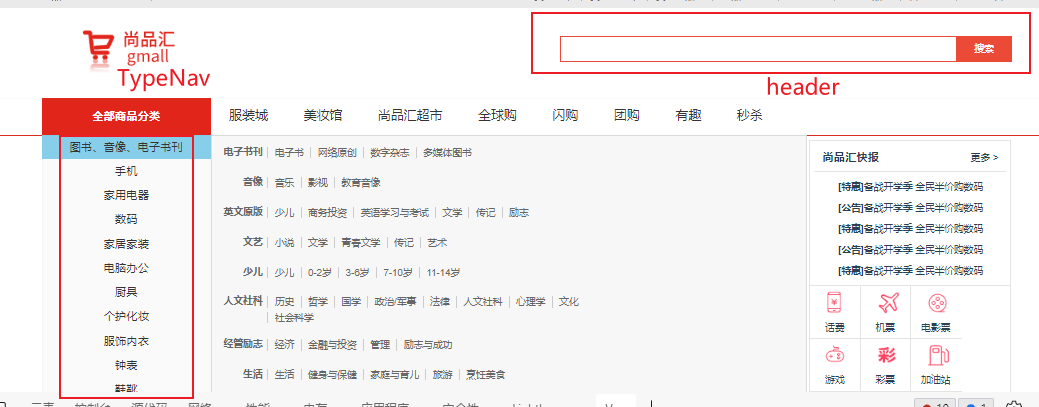 尚品汇
gmall
TypeNav
搜索
header
全部商品分类
服装城 美妆馆 尚品汇超市 全球购 闪购 团购 有趣 秒杀
图书、音像、电子书刊
手机
家用电器
数码
家居家装
电脑办公
厨具
个护化妆
服饰内衣
钟表
鞋靴
电子书刊 电子书 网络原创 数字杂志 多媒体图书
音像 音乐 影视 教育音像
英文原版 少儿 商务投资 英语学习与考试 文学 传记 励志
文艺 小说 文学 青春文学 传记 艺术
少儿 少儿 0-2岁 3-6岁 7-10岁 11-14岁
人文社科 历史 哲学 国学 政治/军事 法律 人文社科 心理学 文化
社会科学
经管励志 经济 金融与投资 管理 励志与成功
生活 生活 健身与保健 家庭与育儿 旅游 烹饪美食
尚品汇快报 更多 >
[特惠]备战开学季 全民半价购数码
[公告]备战开学季 全民半价购数码
[特惠]备战开学季 全民半价购数码
[公告]备战开学季 全民半价购数码
[特惠]备战开学季 全民半价购数码
话费 机票 电影票
彩
游戏 彩票 加油站